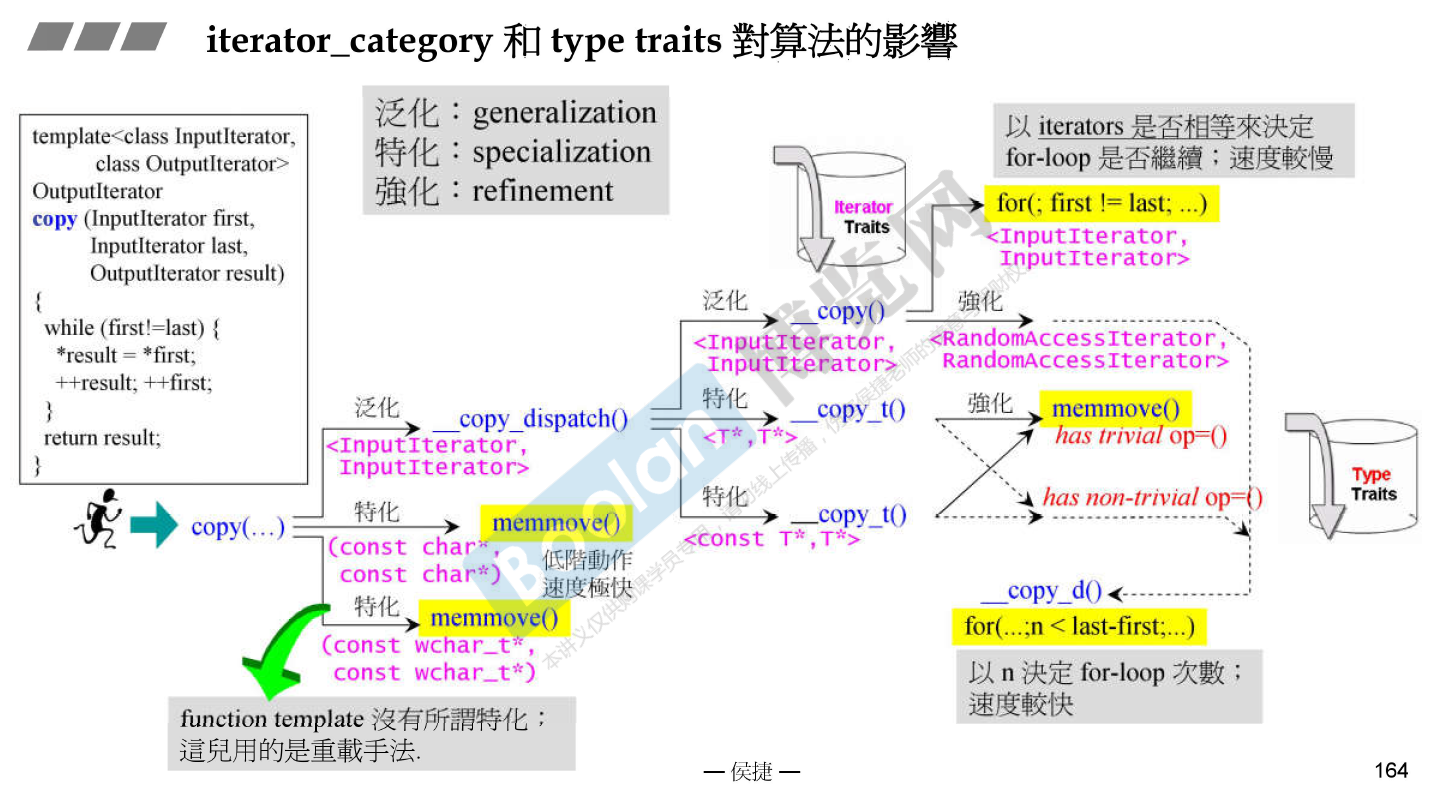 iterator_category 和 type traits 對算法的影響
template<class InputIterator,
class OutputIterator>
OutputIterator
copy (InputIterator first,
InputIterator last,
OutputIterator result)
{
while (first!=last) {
*result = *first;
++result; ++first;
}
return result;
}
泛化：generalization
特化：specialization
強化：refinement
Iterator
Traits
以 iterators 是否相等來決定
for-loop 是否繼續；速度較慢
for(; first != last; ...)
<InputIterator,
InputIterator>
泛化
__copy()
<InputIterator,
InputIterator>
強化
<RandomAccessIterator,
RandomAccessIterator>
泛化
__copy_dispatch()
<InputIterator,
InputIterator>
特化
__copy_t()
<T*,T*>
強化
memmove()
has trivial op=()
Type
Traits
特化
__copy_t()
<const T*,T*>
has non-trivial op=()
copy(…)
特化
memmove()
(const char*,
const char*)
低階動作
速度極快
特化
memmove()
(const wchar_t*,
const wchar_t*)
__copy_d()
for(...;n < last-first;...)
以 n 決定 for-loop 次數；
速度較快
function template 沒有所謂特化；
這兒用的是重載手法.
Boolan 博览网
— 侯捷 —
164